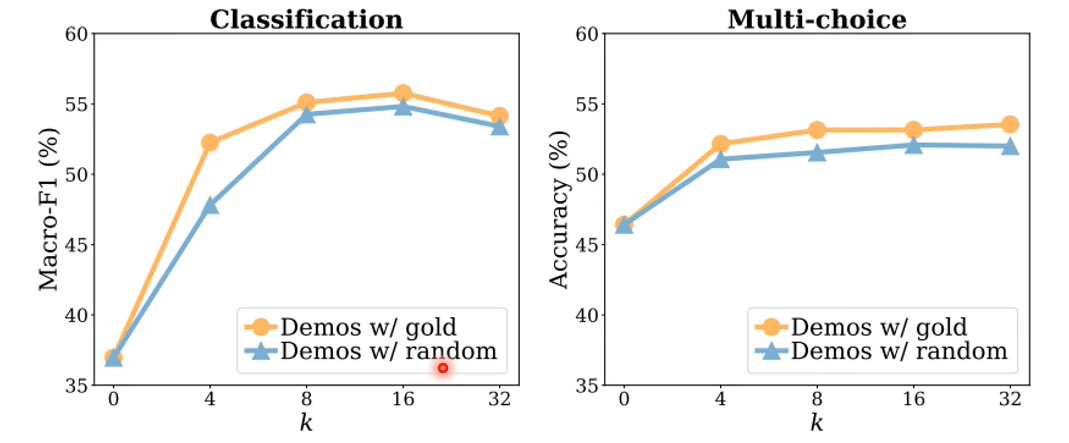 Classification
Macro-F1 (%)
60
55
50
45
40
35
Demos w/ gold
Demos w/ random
0 4 8 16 32
k
Multi-choice
Accuracy (%)
60
55
50
45
40
35
Demos w/ gold
Demos w/ random
0 4 8 16 32
k